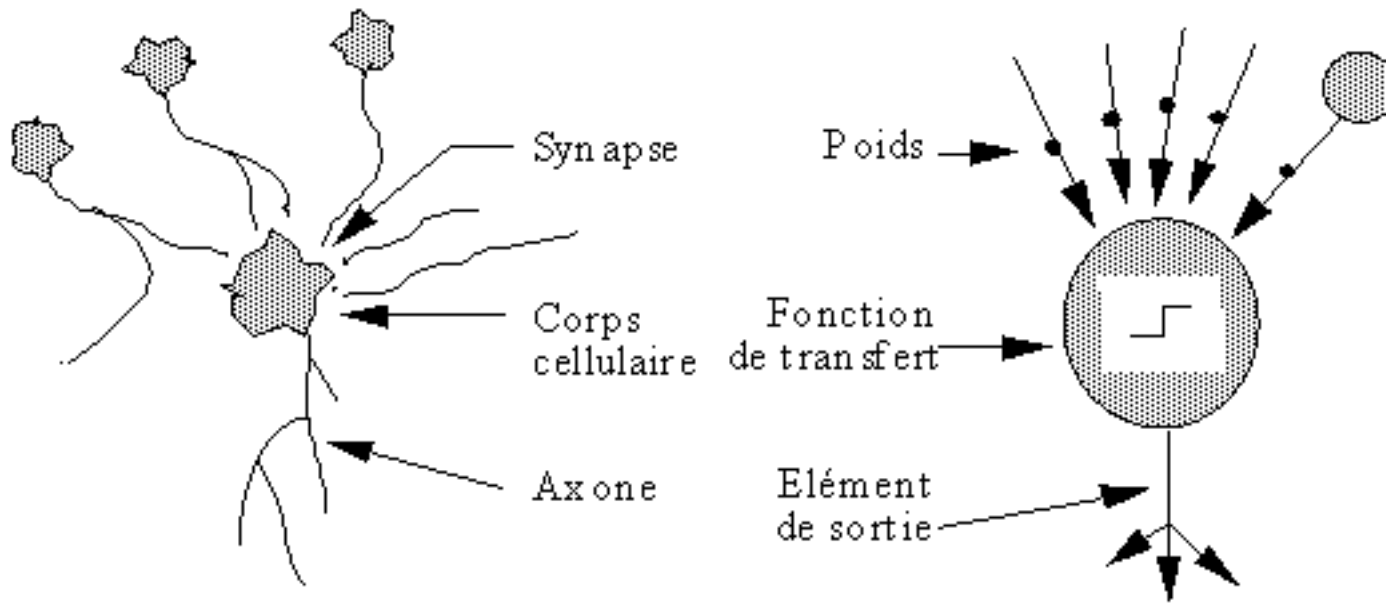 Synapse
Poids
Corps
cellulaire
Fonction
de transfert
Axone
Elément
de sortie